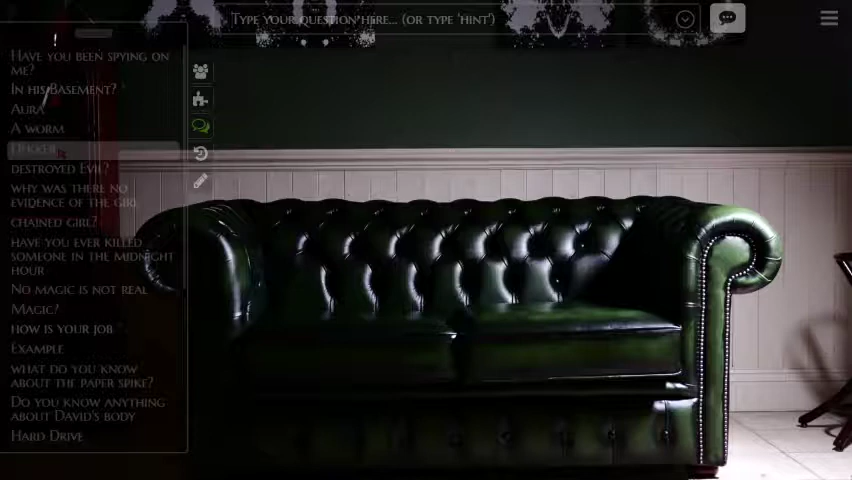 Type your question here... (or type 'hint')
Have you been spying on
me?
In his Basement?
Aura
A worm
destroyed Evil?
why was there no
evidence of the girl
chained girl?
have you ever killed
someone in the midnight
hour
No magic is not real
Magic?
how is your job
Example
what do you know
about the paper spike?
Do you know anything
about David's body
Hard Drive